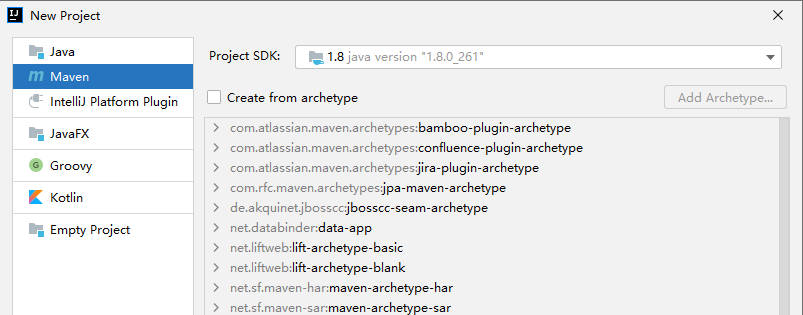 IJ New Project
Java
Maven
IntelliJ Platform Plugin
JavaFX
G Groovy
Kotlin
Empty Project
Project SDK: 1.8 java version "1.8.0_261"
Create from archetype
Add Archetype...
com.atlassian.maven.archetypes:bamboo-plugin-archetype
com.atlassian.maven.archetypes:confluence-plugin-archetype
com.atlassian.maven.archetypes:jira-plugin-archetype
com.rfc.maven.archetypes:jpa-maven-archetype
de.akquinet.jbosscc:jbosscc-seam-archetype
net.databinder:data-app
net.liftweb:lift-archetype-basic
net.liftweb:lift-archetype-blank
net.sf.maven-har:maven-archetype-har
net.sf.maven-sar:maven-archetype-sar